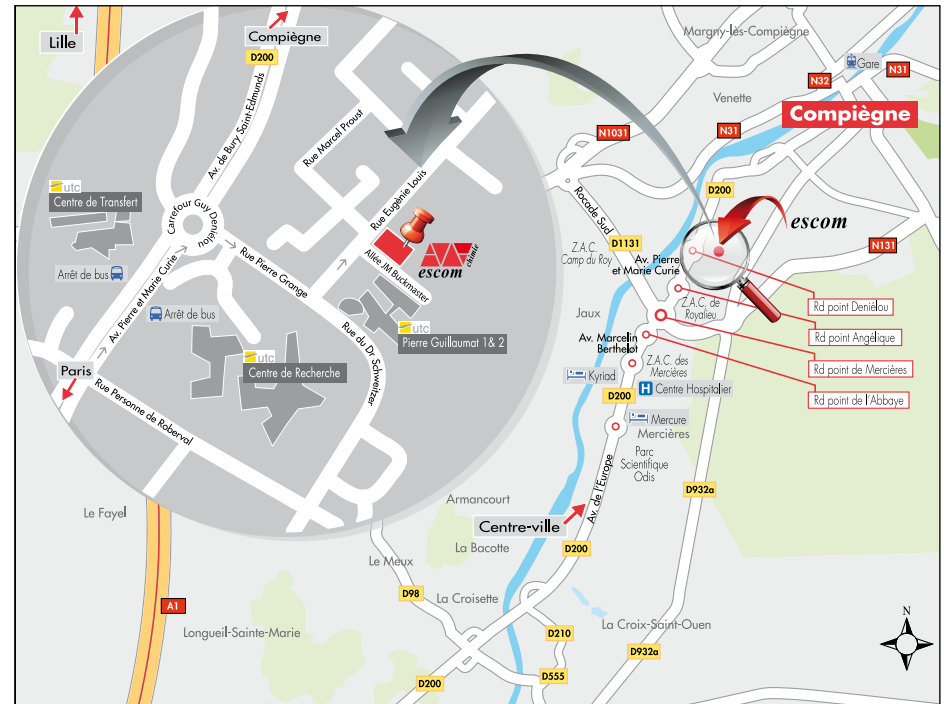 Lille
Compiègne
D200
Av. de Bury Saint-Edmunds
Rue Marcel Proust
utc
Centre de Transfert
Carrefour Guy Deniélou
Rue Eugènie Louis
Arrêt de bus
Av. Pierre et Marie Curie
Rue Pierre Grange
Allée JM Buckmaster
escom
chimie
Arrêt de bus
utc
Pierre Guillaumat 1& 2
utc
Centre de Recherche
Rue du Dr Schweitzer
Paris
Rue Personne de Roberval
Margny-lès-Compiègne
Gare
N31
N32
Venette
Compiègne
N1031
N31
D200
Rocade Sud
escom
D1131
Z.A.C.
Camp du Roy
Av. Pierre
et Marie Curie
N131
Z.A.C. de
Royalieu
Rd point Deniélou
Jaux
Rd point Angélique
Av. Marcelin
Berthelot
Z.A.C. des
Mercières
Rd point de Mercières
Kyriad
Centre Hospitalier
H
D200
Rd point de l'Abbaye
Mercure
Mercières
Parc
Scientifique
Odis
D932a
Av. de l'Europe
Le Fayel
Armancourt
Centre-ville
La Bacotte
D200
Le Meux
D98
La Croisette
A1
N
Longueil-Sainte-Marie
D210
La Croix-Saint-Ouen
D932a
D200
D555